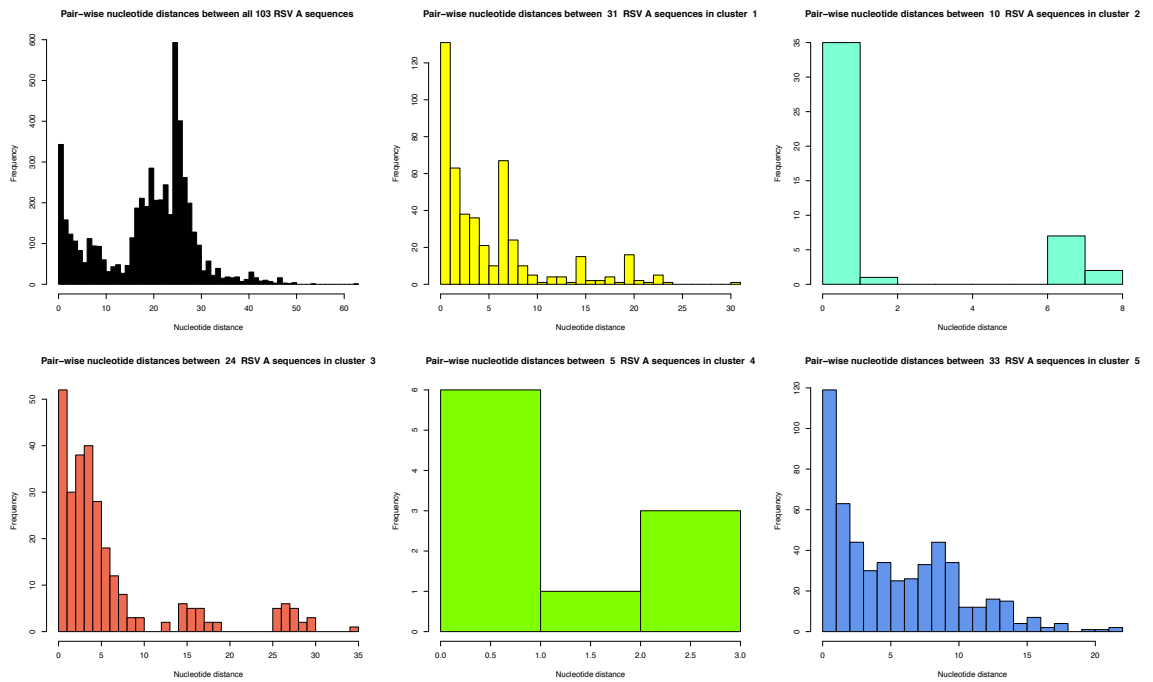 Pair−wise nucleotide distances between all 103 RSV A sequences
Frequency
0 100 200 300 400 500 600
0 10 20 30 40 50 60
Nucleotide distance
Pair−wise nucleotide distances between 31 RSV A sequences in cluster 1
Frequency
0 20 40 60 80 100 120
0 5 10 15 20 25 30
Nucleotide distance
Pair−wise nucleotide distances between 10 RSV A sequences in cluster 2
Frequency
0 5 10 15 20 25 30 35
0 2 4 6 8
Nucleotide distance
Pair−wise nucleotide distances between 24 RSV A sequences in cluster 3
Frequency
0 10 20 30 40 50
0 5 10 15 20 25 30 35
Nucleotide distance
Pair−wise nucleotide distances between 5 RSV A sequences in cluster 4
Frequency
0 1 2 3 4 5 6
0.0 0.5 1.0 1.5 2.0 2.5 3.0
Nucleotide distance
Pair−wise nucleotide distances between 33 RSV A sequences in cluster 5
Frequency
0 20 40 60 80 100 120
0 5 10 15 20
Nucleotide distance